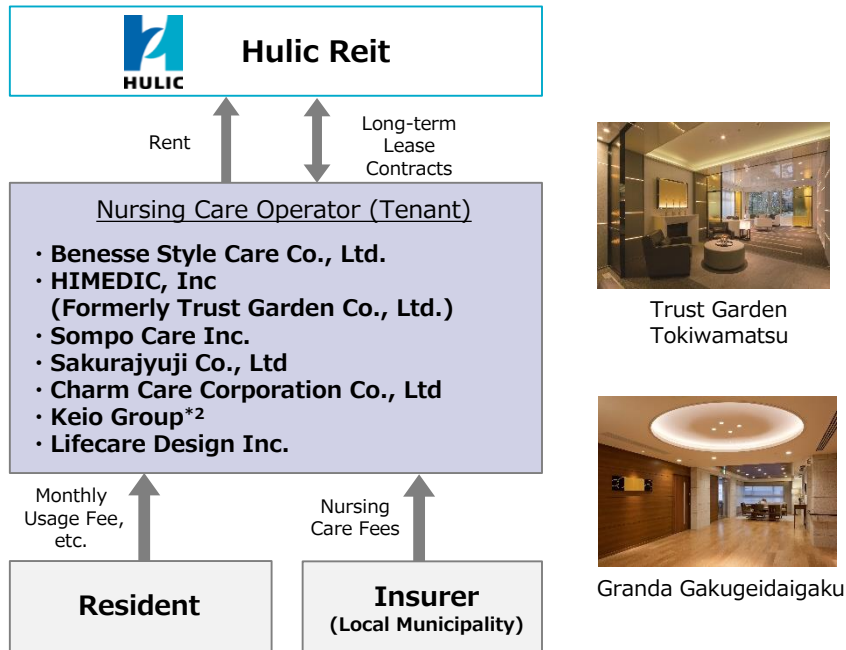 HULIC
Hulic Reit
Rent
Long-term
Lease
Contracts
Nursing Care Operator (Tenant)
・Benesse Style Care Co., Ltd.
・HIMEDIC, Inc
(Formerly Trust Garden Co., Ltd.)
・Sompo Care Inc.
・Sakurajyuji Co., Ltd
・Charm Care Corporation Co., Ltd
・Keio Group*2
・Lifecare Design Inc.
Monthly
Usage Fee,
etc.
Nursing
Care Fees
Resident
Insurer
(Local Municipality)
Trust Garden
Tokiwamatsu
Granda Gakugeidaigaku